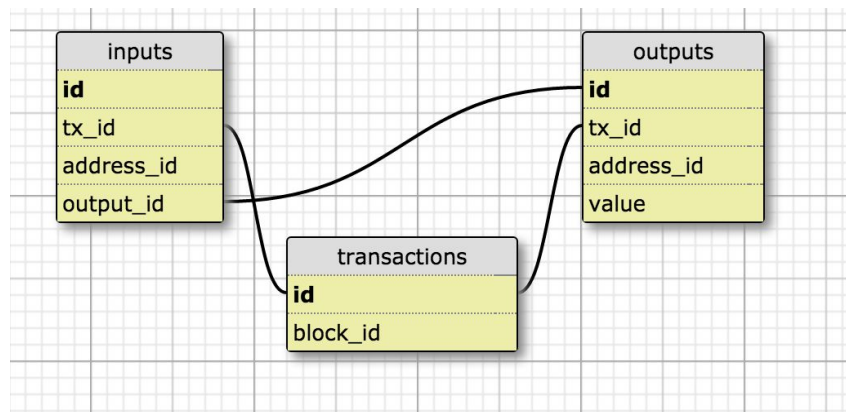 inputs
id
tx_id
address_id
output_id
outputs
id
tx_id
address_id
value
transactions
id
block_id